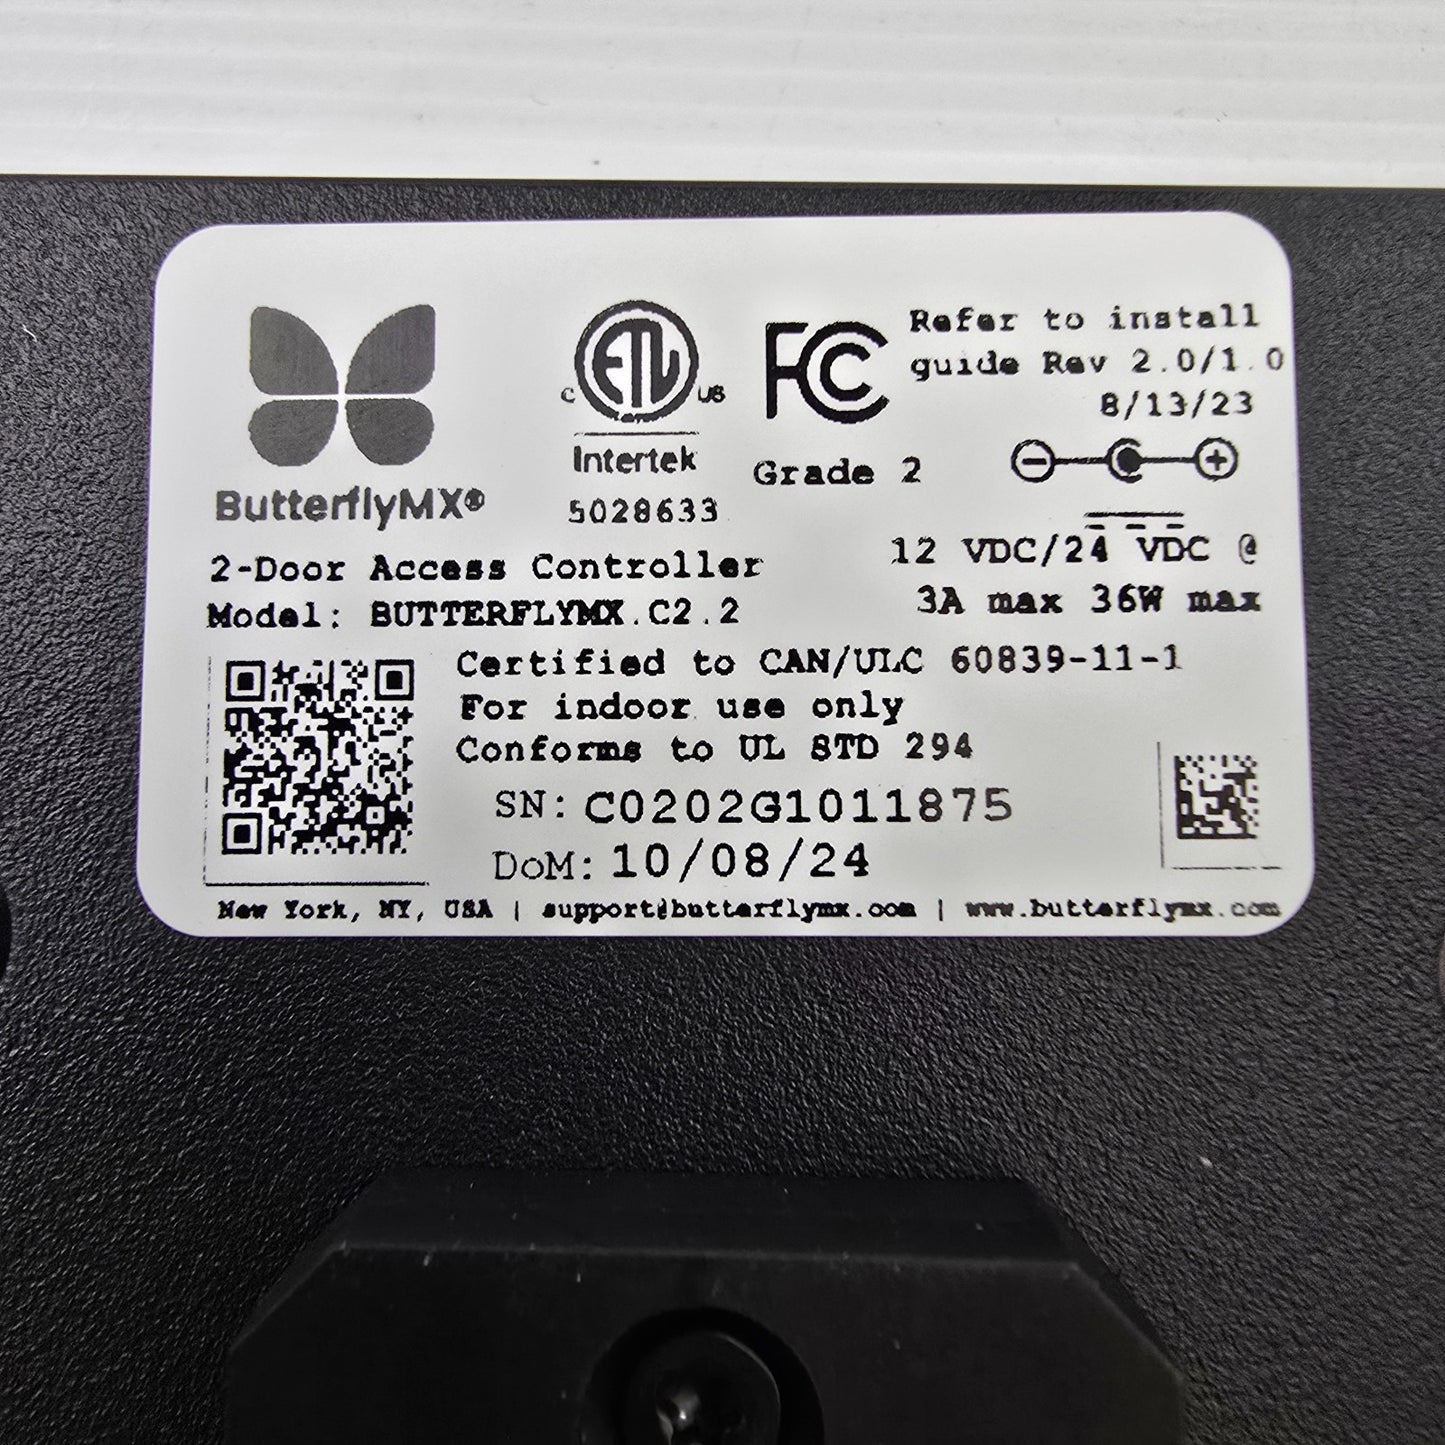 ButterflyMX®
ETL
C US
Intertek
5028633
FC
Grade 2
Refer to install
guide Rev 2.0/1.0
8/13/23
12 VDC/24 VDC @
3A max 36W max
2-Door Access Controller
Model: BUTTERFLYMX.C2.2
Certified to CAN/ULC 60839-11-1
For indoor use only
Conforms to UL STD 294
SN: C0202G1011875
DoM: 10/08/24
New York, NY, USA | support@butterflymx.com | www.butterflymx.com